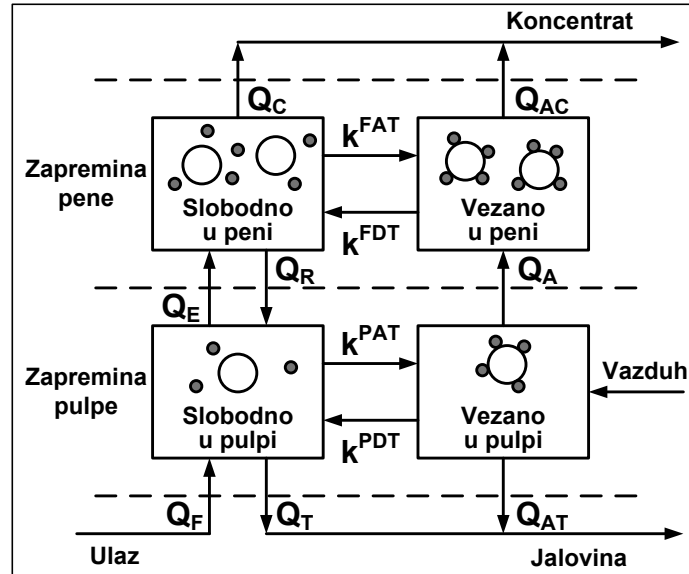 Koncentrat
Q_C
Q_AC
Zapremina
pene
k^FAT
Slobodno
u peni
Vezano
u peni
k^FDT
Q_R
Q_A
Q_E
Zapremina
pulpe
k^PAT
Vazduh
Slobodno
u pulpi
Vezano
u pulpi
k^PDT
Q_F
Q_T
Q_AT
Ulaz
Jalovina